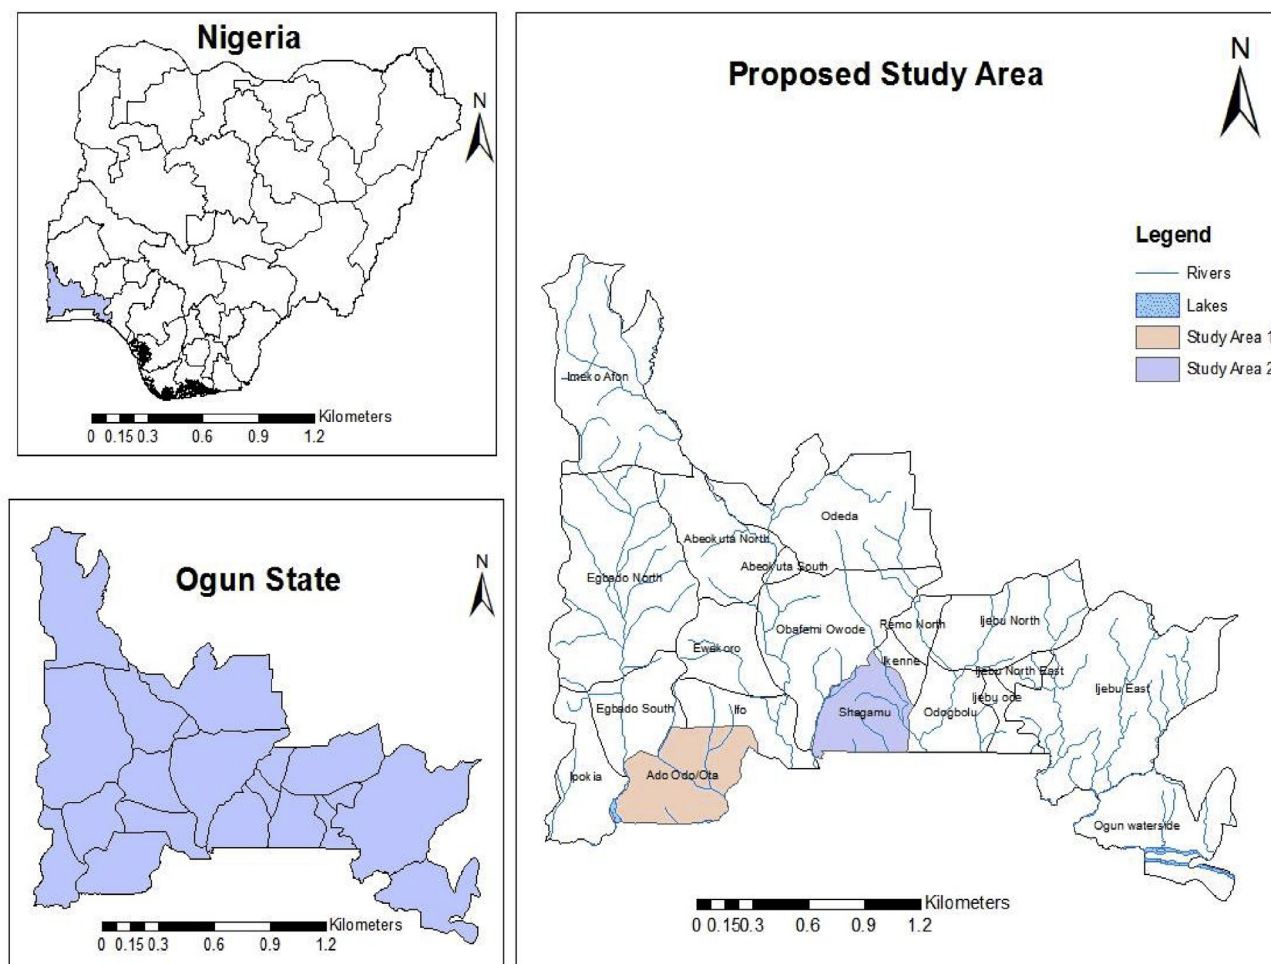 Nigeria
N
Kilometers
0 0.15 0.3 0.6 0.9 1.2
Ogun State
N
Kilometers
0 0.15 0.3 0.6 0.9 1.2
Proposed Study Area
N
Legend
Rivers
Lakes
Study Area 1
Study Area 2
Imeko Afon
Odeda
Abeokuta North
Abeokuta South
Egbado North
Remo North
Ijebu North
Obafemi Owode
Ewekoro
Ikenne
Ijebu North East
Ijebu East
Ijebu ode
Egbado South
Ifo
Shagamu
Odogbolu
Ipokia
Ado Odo/Ota
Ogun waterside
Kilometers
0 0.15 0.3 0.6 0.9 1.2